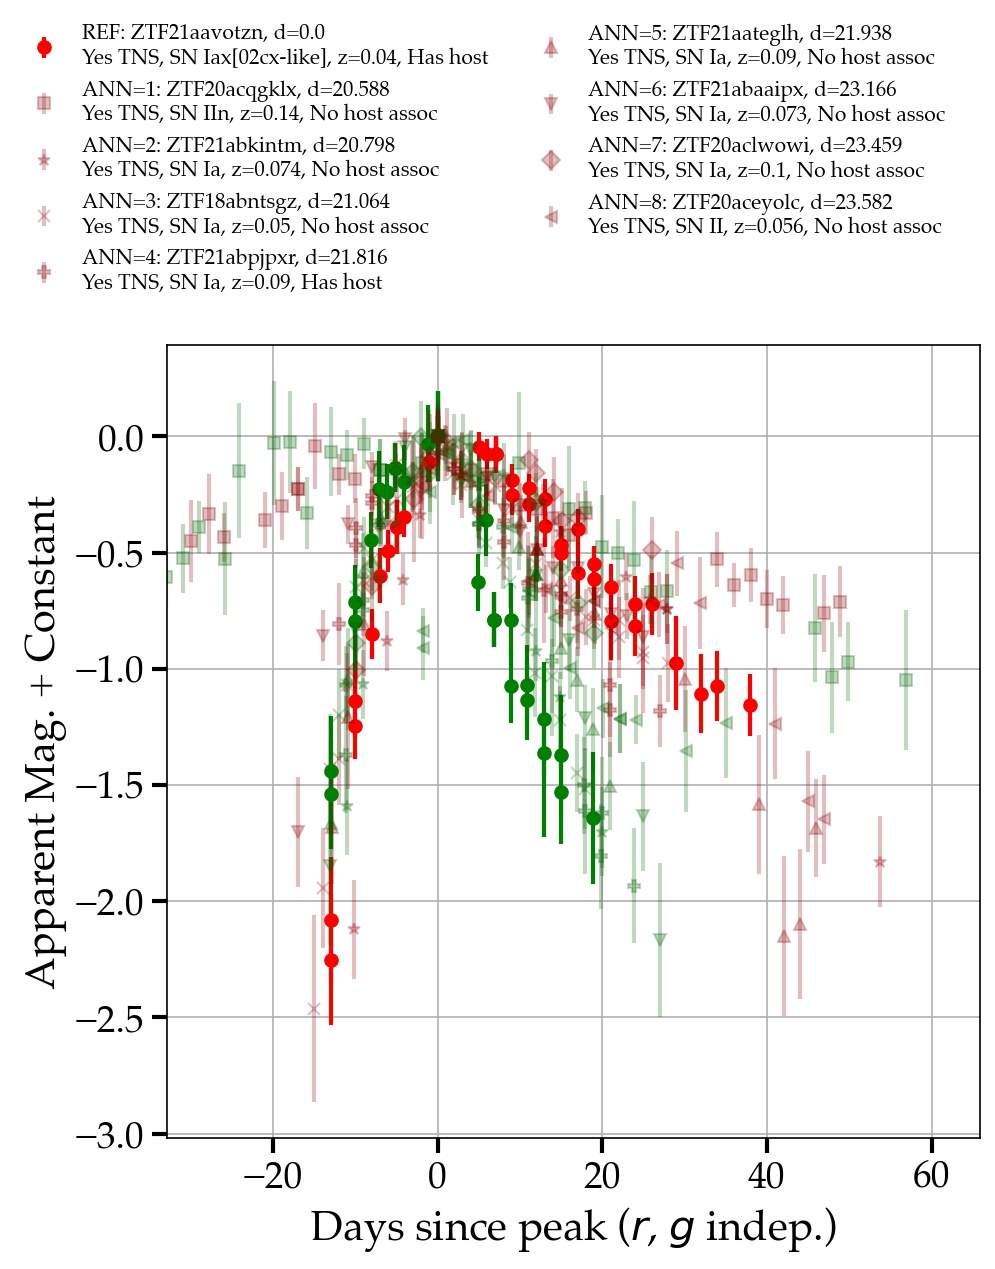 REF: ZTF21aavotzn, d=0.0
Yes TNS, SN Iax[02cx-like], z=0.04, Has host
ANN=1: ZTF20acqgklx, d=20.588
Yes TNS, SN IIn, z=0.14, No host assoc
ANN=2: ZTF21abkintm, d=20.798
Yes TNS, SN Ia, z=0.074, No host assoc
ANN=3: ZTF18abntsgz, d=21.064
Yes TNS, SN Ia, z=0.05, No host assoc
ANN=4: ZTF21abpjpxr, d=21.816
Yes TNS, SN Ia, z=0.09, Has host
ANN=5: ZTF21aateglh, d=21.938
Yes TNS, SN Ia, z=0.09, No host assoc
ANN=6: ZTF21abaaipx, d=23.166
Yes TNS, SN Ia, z=0.073, No host assoc
ANN=7: ZTF20aclwowi, d=23.459
Yes TNS, SN Ia, z=0.1, No host assoc
ANN=8: ZTF20aceyolc, d=23.582
Yes TNS, SN II, z=0.056, No host assoc
Apparent Mag. + Constant
0.0
−0.5
−1.0
−1.5
−2.0
−2.5
−3.0
−20 0 20 40 60
Days since peak (r, g indep.)